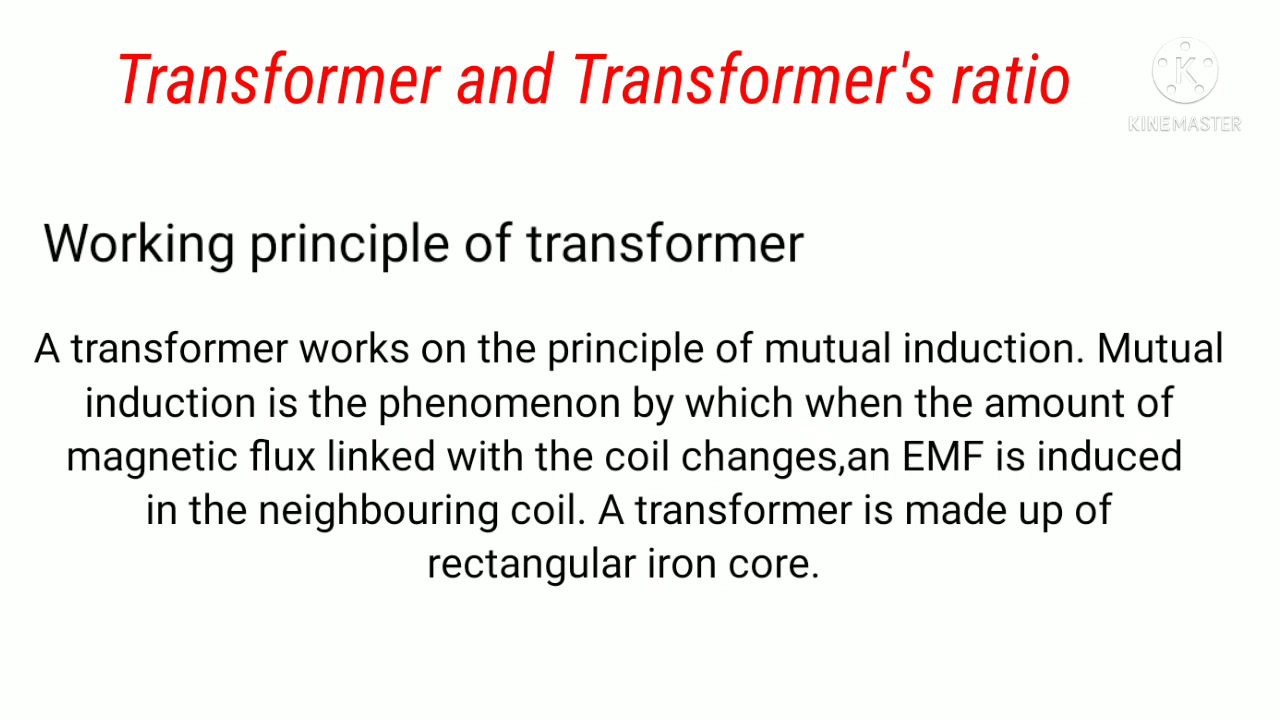 Transformer and Transformer's ratio
K
KINEMASTER
Working principle of transformer
A transformer works on the principle of mutual induction. Mutual
induction is the phenomenon by which when the amount of
magnetic flux linked with the coil changes,an EMF is induced
in the neighbouring coil. A transformer is made up of
rectangular iron core.